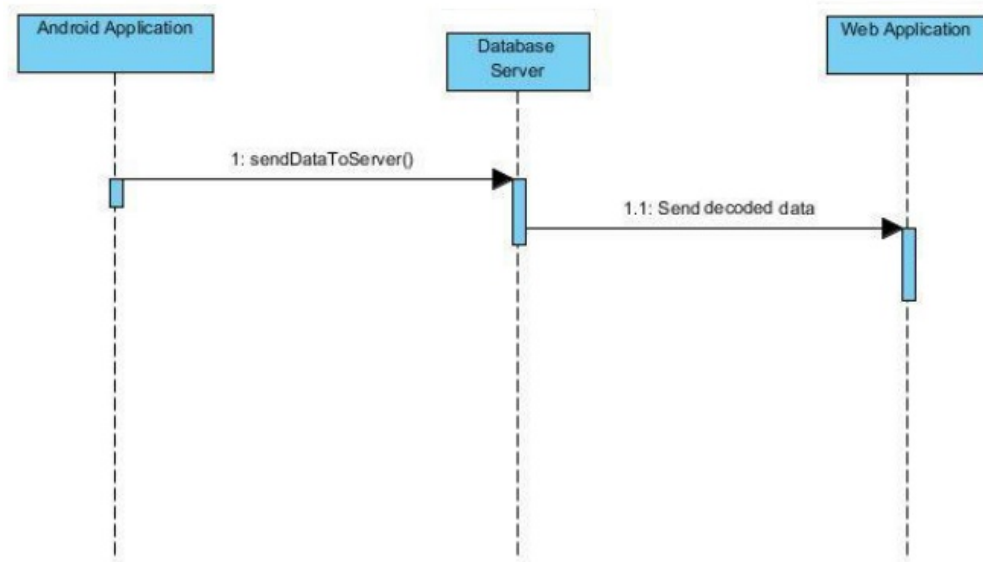 Android Application
Database
Server
Web Application
1: sendDataToServer()
1.1: Send decoded data